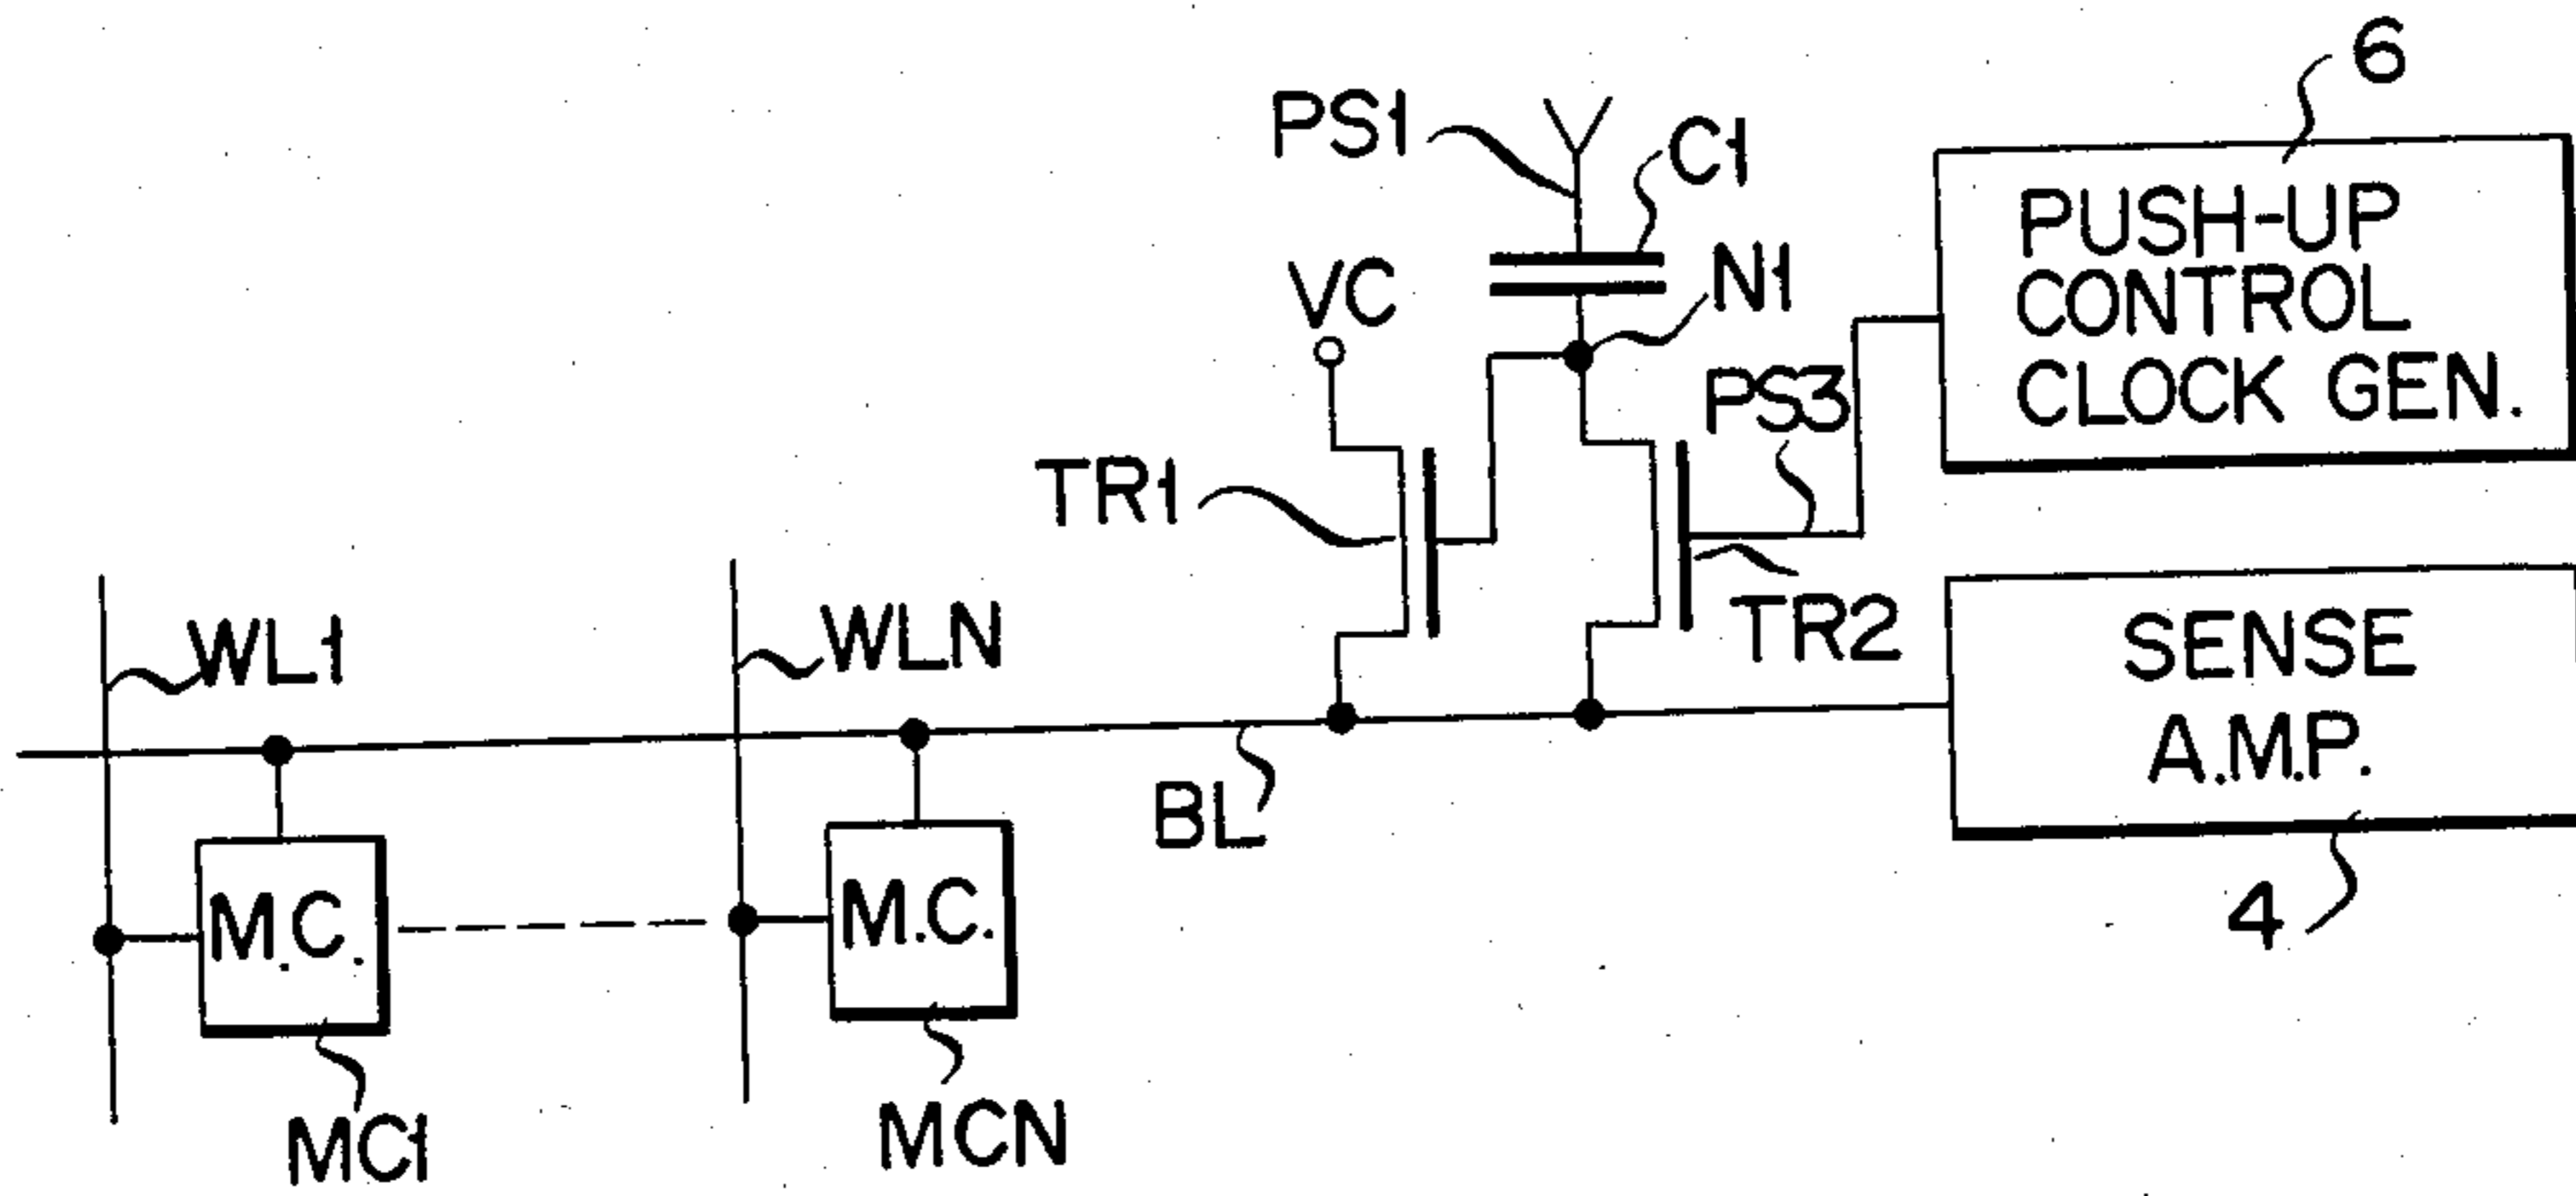 6
PS1
C1
PUSH-UP
CONTROL
CLOCK GEN.
VC
N1
PS3
TR1
TR2
WL1
WLN
SENSE
A.M.P.
BL
M.C.
M.C.
4
MC1
MCN